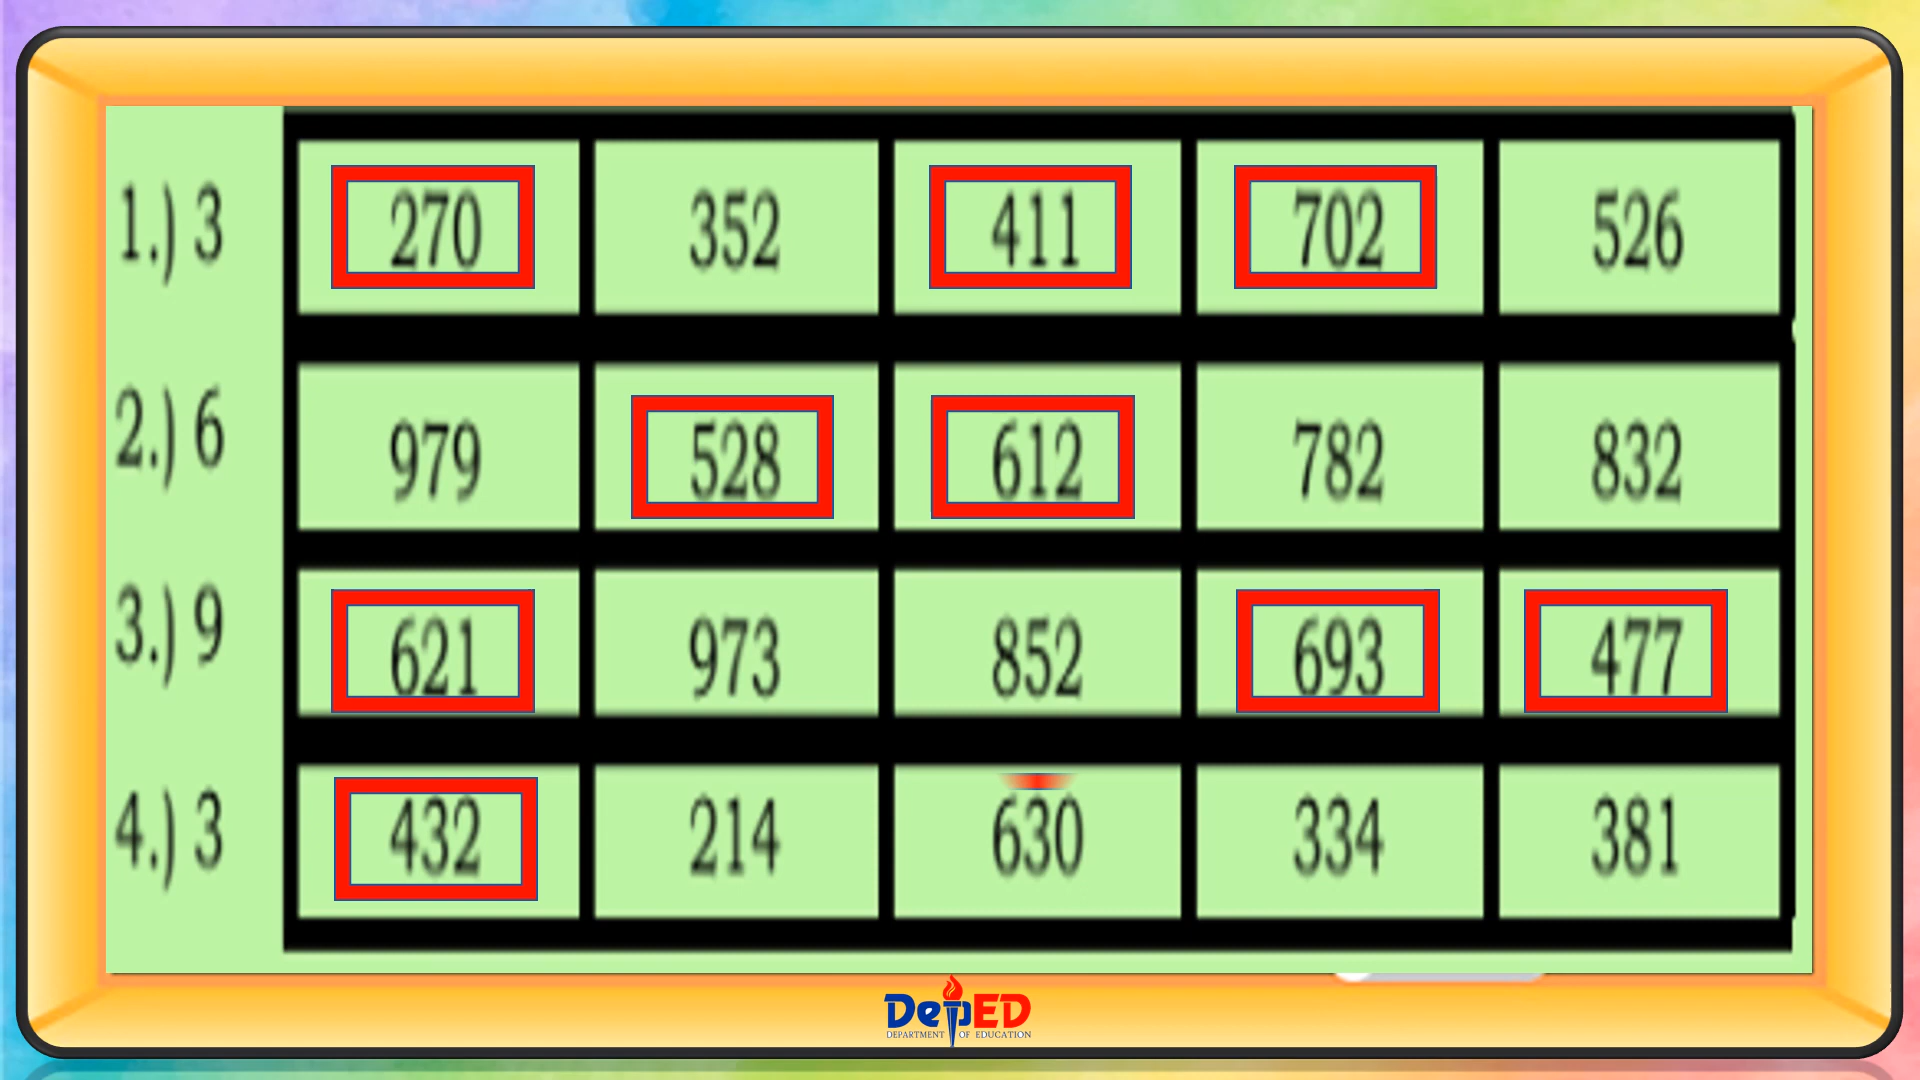 1.) 3 270 352 411 702 526
2.) 6 979 528 612 782 832
3.) 9 621 973 852 693 477
4.) 3 432 214 630 334 381
DepED
DEPARTMENT OF EDUCATION